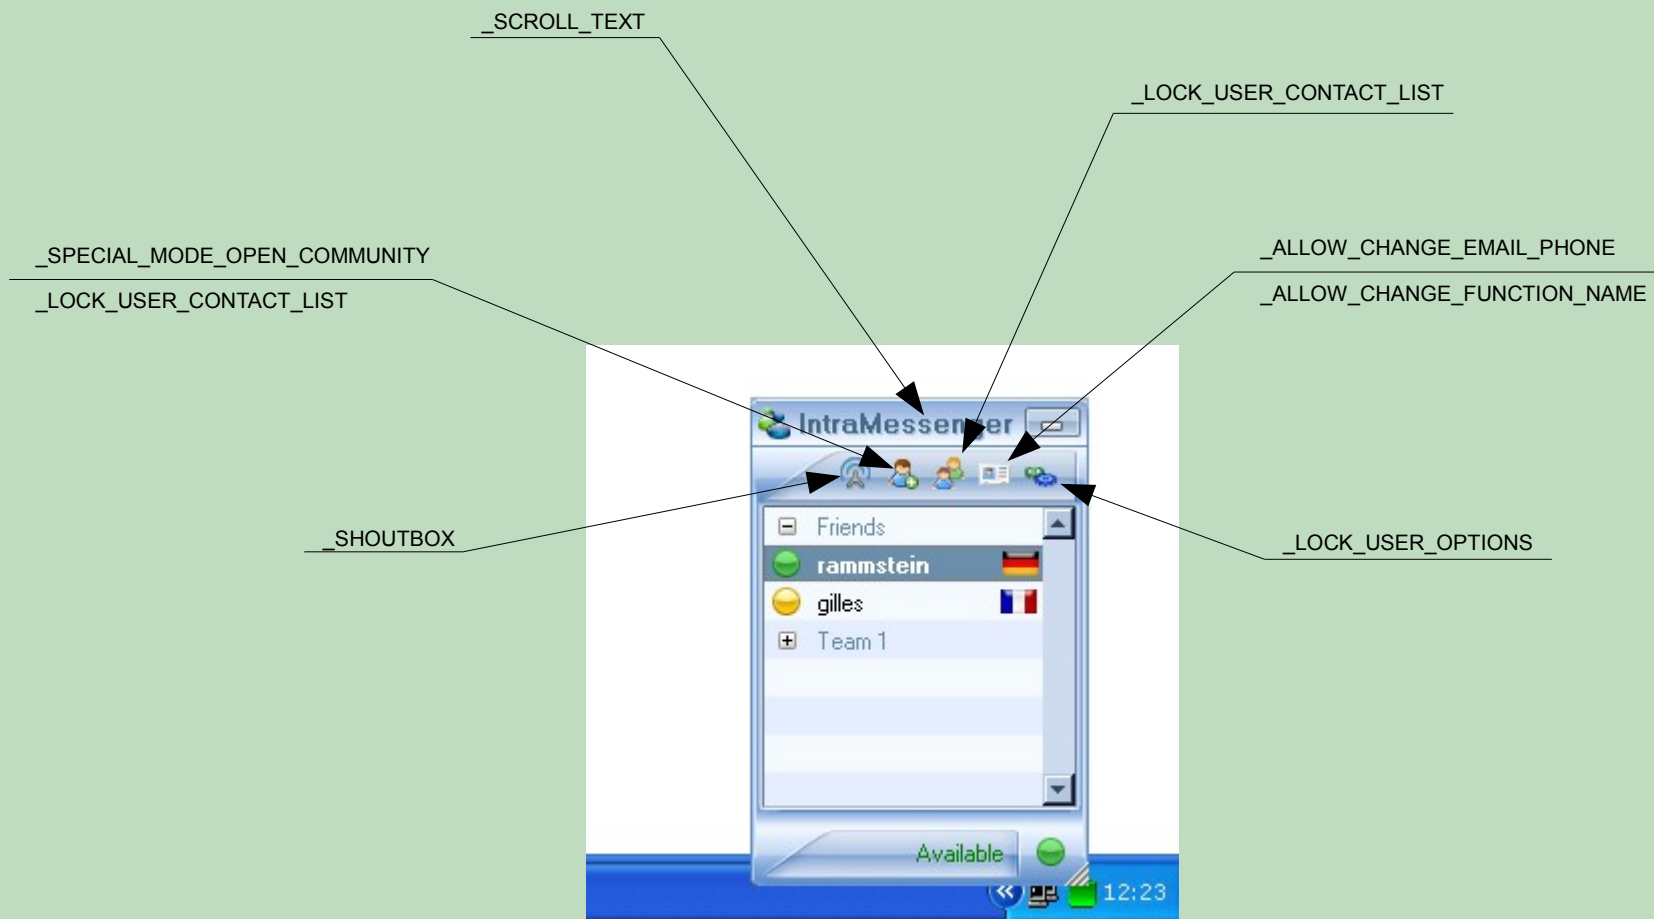 _SCROLL_TEXT
_LOCK_USER_CONTACT_LIST
_SPECIAL_MODE_OPEN_COMMUNITY
_LOCK_USER_CONTACT_LIST
_ALLOW_CHANGE_EMAIL_PHONE
_ALLOW_CHANGE_FUNCTION_NAME
IntraMessenger
_SHOUTBOX
_LOCK_USER_OPTIONS
Friends
rammstein
gilles
Team 1
Available
12:23